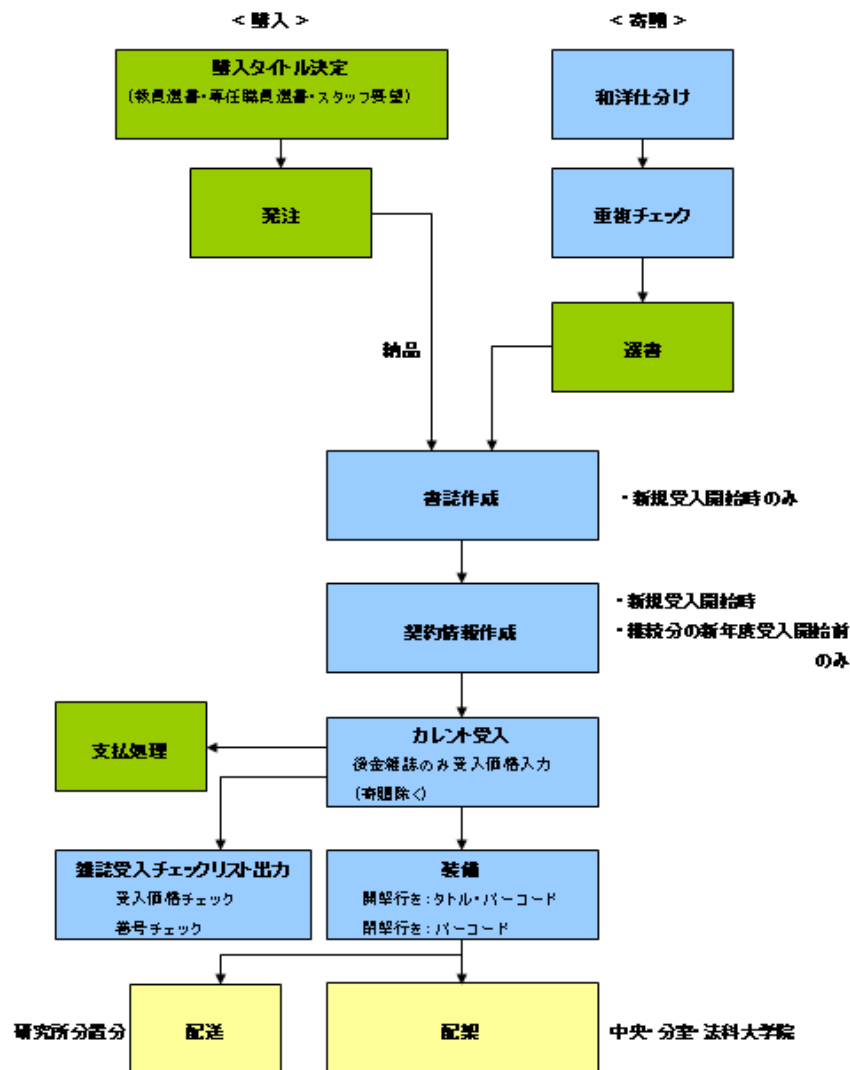 ＜購入＞
＜寄贈＞
購入タイトル決定
（教員選書・専任職員選書・スタッフ要望）
和洋仕分け
発注
重複チェック
納品
選書
書誌作成
・新規受入開始時のみ
契約情報作成
・新規受入開始時
・継続分の新年度受入開始前
のみ
支払処理
カレント受入
後金雑誌のみ受入価格入力
（寄贈除く）
雑誌受入チェックリスト出力
受入価格チェック
巻号チェック
装備
開架行を：タトル・バーコード
閉架行を：バーコード
研究所分置分
配送
配架
中央・分室・法科大学院